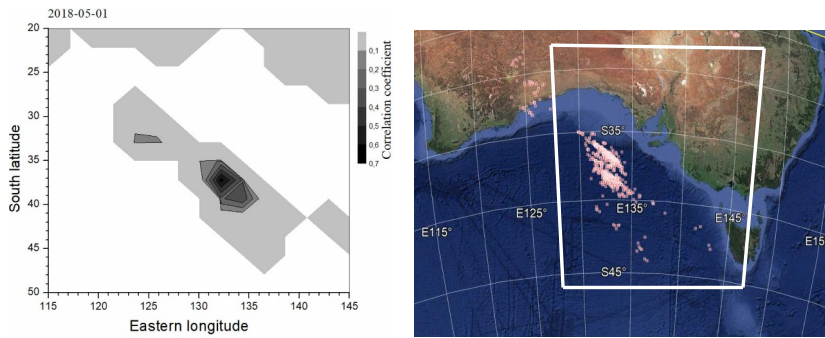 2018-05-01
20
25
30
35
40
45
50
South latitude
115
120
125
130
135
140
145
Eastern longitude
0,1
0,2
0,3
0,4
0,5
0,6
0,7
Correlation coefficient
S35°
E135°
E125°
E145°
E115°
E15
S45°